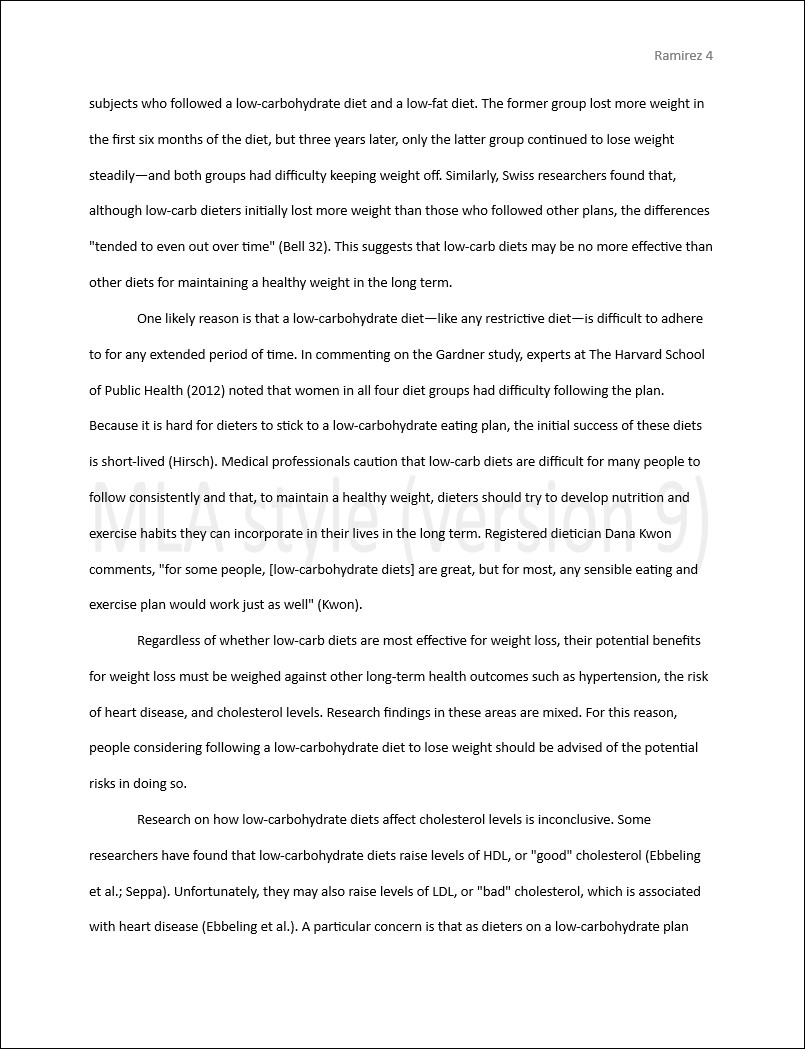 Ramirez 4
subjects who followed a low-carbohydrate diet and a low-fat diet. The former group lost more weight in
the first six months of the diet, but three years later, only the latter group continued to lose weight
steadily—and both groups had difficulty keeping weight off. Similarly, Swiss researchers found that,
although low-carb dieters initially lost more weight than those who followed other plans, the differences
"tended to even out over time" (Bell 32). This suggests that low-carb diets may be no more effective than
other diets for maintaining a healthy weight in the long term.
One likely reason is that a low-carbohydrate diet—like any restrictive diet—is difficult to adhere
to for any extended period of time. In commenting on the Gardner study, experts at The Harvard School
of Public Health (2012) noted that women in all four diet groups had difficulty following the plan.
Because it is hard for dieters to stick to a low-carbohydrate eating plan, the initial success of these diets
is short-lived (Hirsch). Medical professionals caution that low-carb diets are difficult for many people to
follow consistently and that, to maintain a healthy weight, dieters should try to develop nutrition and
MLA style (version 9)
exercise habits they can incorporate in their lives in the long term. Registered dietician Dana Kwon
comments, "for some people, [low-carbohydrate diets] are great, but for most, any sensible eating and
exercise plan would work just as well" (Kwon).
Regardless of whether low-carb diets are most effective for weight loss, their potential benefits
for weight loss must be weighed against other long-term health outcomes such as hypertension, the risk
of heart disease, and cholesterol levels. Research findings in these areas are mixed. For this reason,
people considering following a low-carbohydrate diet to lose weight should be advised of the potential
risks in doing so.
Research on how low-carbohydrate diets affect cholesterol levels is inconclusive. Some
researchers have found that low-carbohydrate diets raise levels of HDL, or "good" cholesterol (Ebbeling
et al.; Seppa). Unfortunately, they may also raise levels of LDL, or "bad" cholesterol, which is associated
with heart disease (Ebbeling et al.). A particular concern is that as dieters on a low-carbohydrate plan